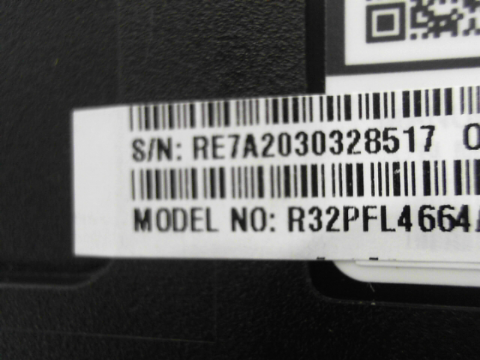 S/N: RE7A2030328517
MODEL NO: R32PFL4664/